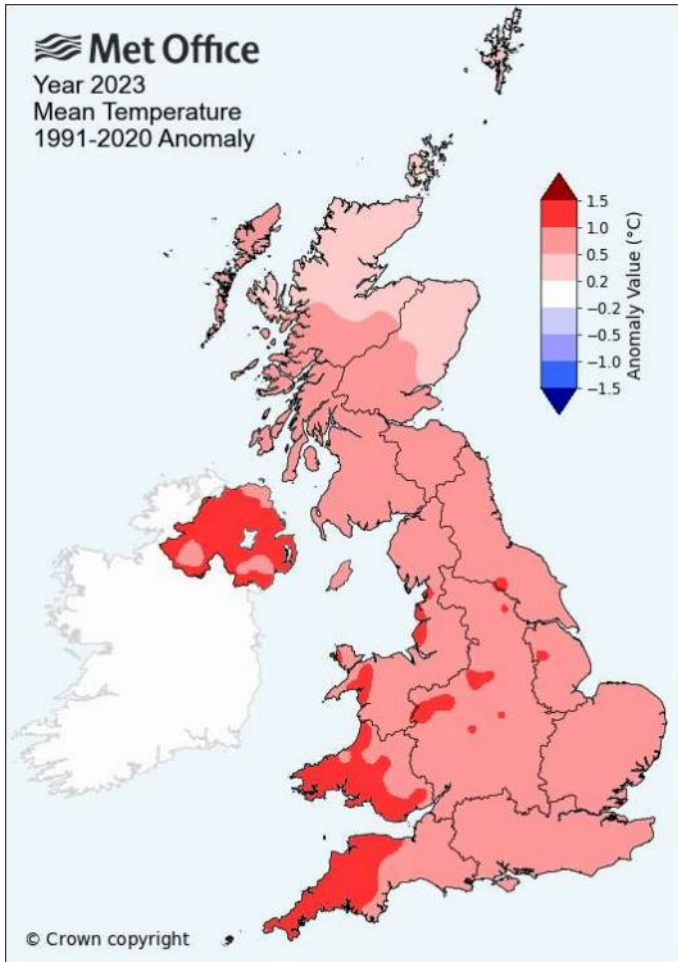 Met Office
Year 2023
Mean Temperature
1991-2020 Anomaly
1.5
1.0
0.5
0.2
−0.2
−0.5
−1.0
−1.5
Anomaly Value (°C)
© Crown copyright